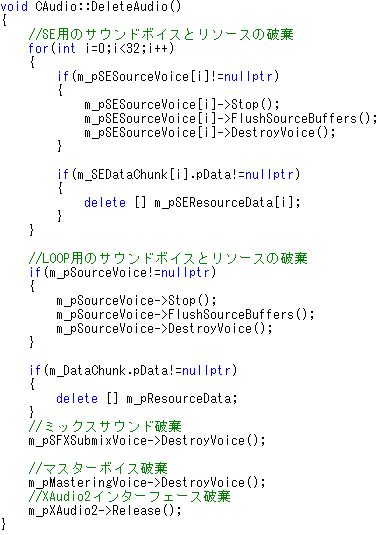 void CAudio::DeleteAudio()
{
    //SE用のサウンドボイスとリソースの破棄
    for(int i=0;i<32;i++)
    {
        if(m_pSESourceVoice[i]!=nullptr)
        {
            m_pSESourceVoice[i]->Stop();
            m_pSESourceVoice[i]->FlushSourceBuffers();
            m_pSESourceVoice[i]->DestroyVoice();
        }

        if(m_SEDataChunk[i].pData!=nullptr)
        {
            delete [] m_pSEResourceData[i];
        }
    }

    //LOOP用のサウンドボイスとリソースの破棄
    if(m_pSourceVoice!=nullptr)
    {
        m_pSourceVoice->Stop();
        m_pSourceVoice->FlushSourceBuffers();
        m_pSourceVoice->DestroyVoice();
    }

    if(m_DataChunk.pData!=nullptr)
    {
        delete [] m_pResourceData;
    }
    //ミックスサウンド破棄
    m_pSFXSubmixVoice->DestroyVoice();

    //マスターボイス破棄
    m_pMasteringVoice->DestroyVoice();
    //XAudio2インターフェース破棄
    m_pXAudio2->Release();
}